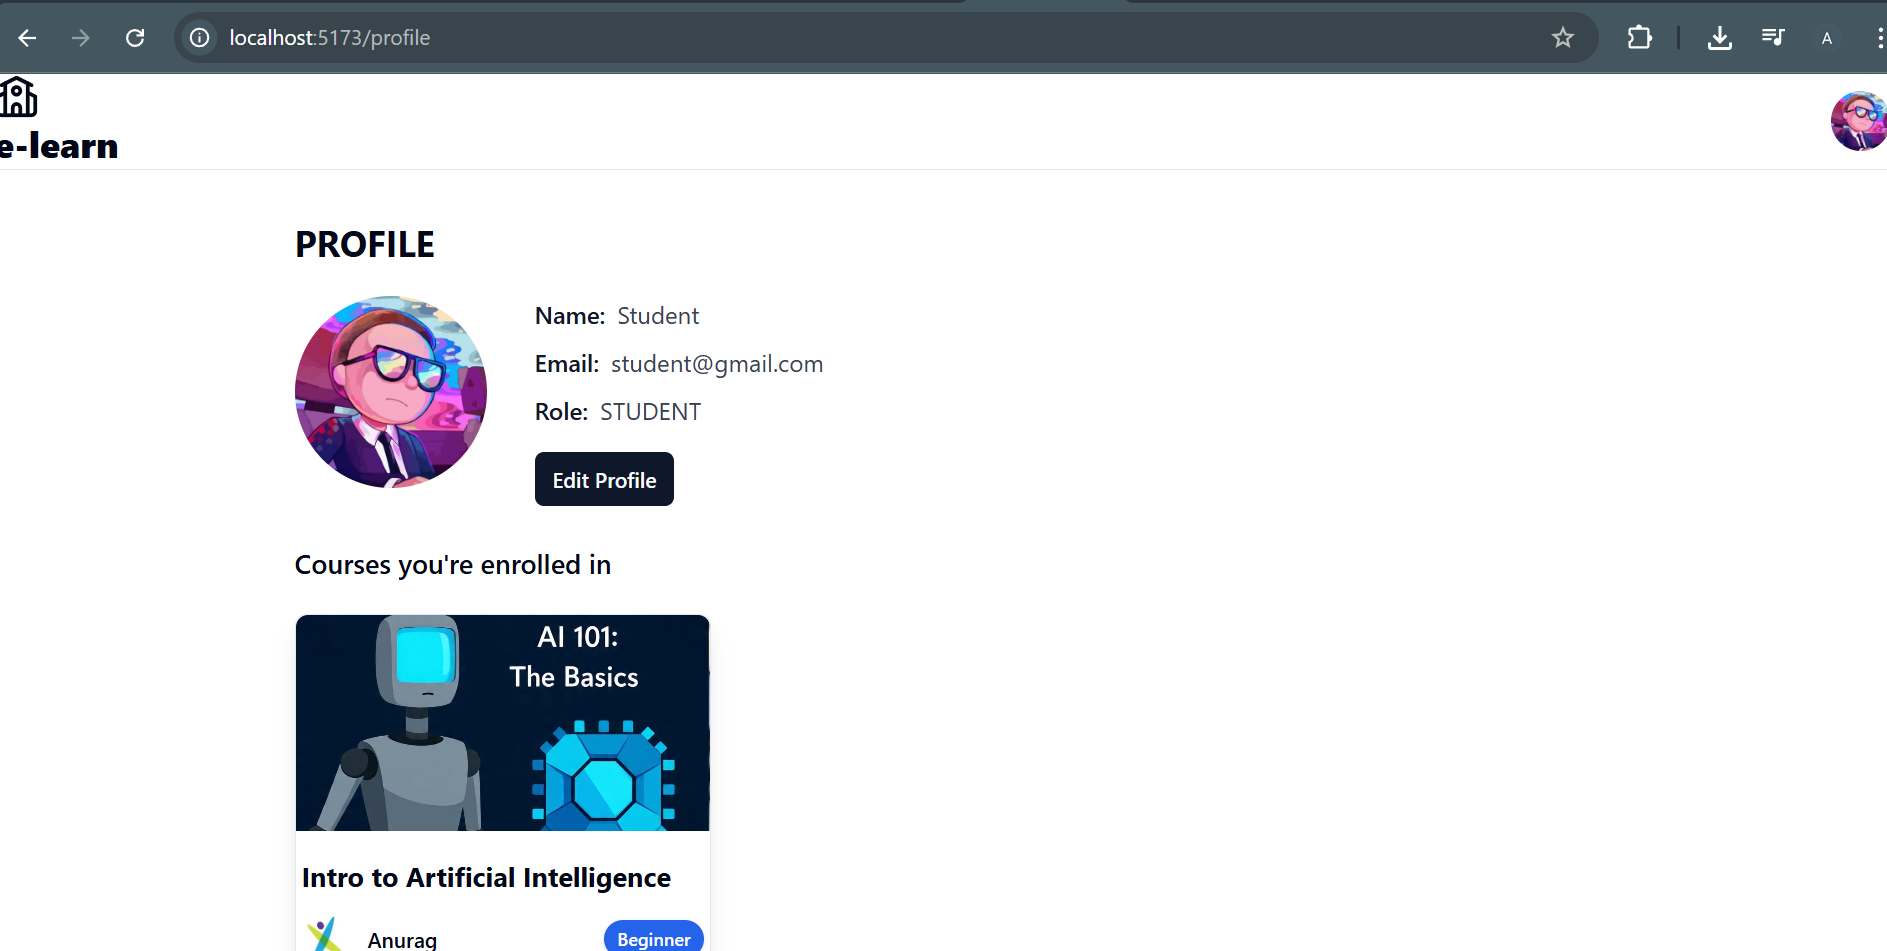 localhost:5173/profile
A
e-learn
PROFILE
Name: Student
Email: student@gmail.com
Role: STUDENT
Edit Profile
Courses you're enrolled in
AI 101:
The Basics
Intro to Artificial Intelligence
Anurag Beginner